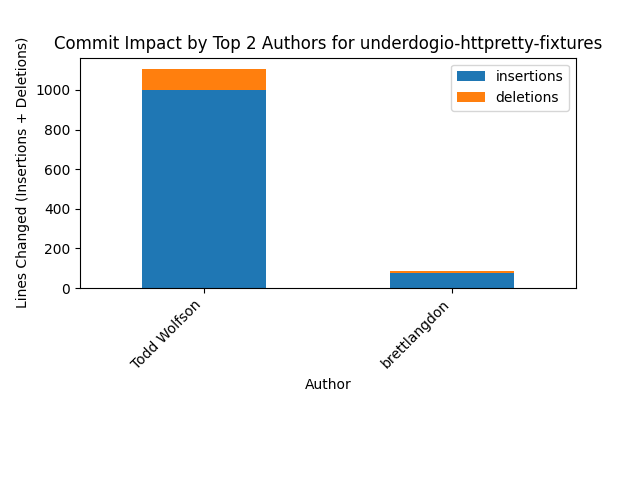 Commit Impact by Top 2 Authors for underdogio-httpretty-fixtures
Lines Changed (Insertions + Deletions)
1000
800
600
400
200
0
insertions
deletions
Todd Wolfson
brettlangdon
Author